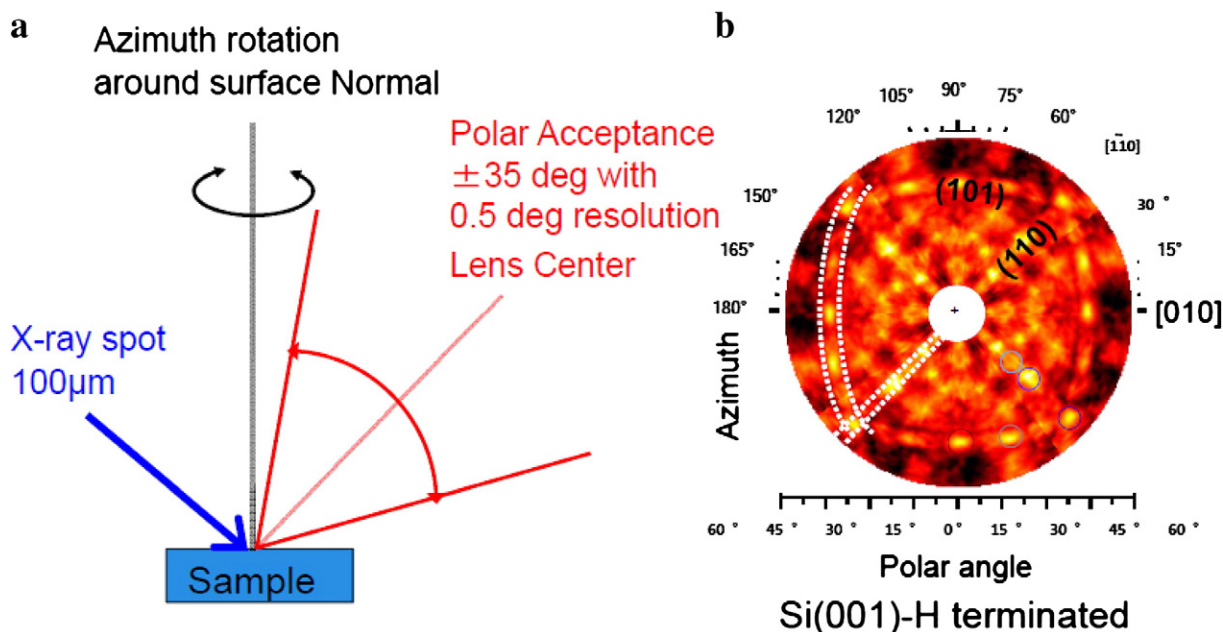 a
Azimuth rotation
around surface Normal
Polar Acceptance
±35 deg with
0.5 deg resolution
Lens Center
X-ray spot
100µm
Sample
b
90°
105°
75°
120°
60°
[1̄10]
150°
30°
165°
15°
180°
[010]
(101)
(110)
Azimuth
60° 45° 30° 15° 0° 15° 30° 45° 60°
Polar angle
Si(001)-H terminated